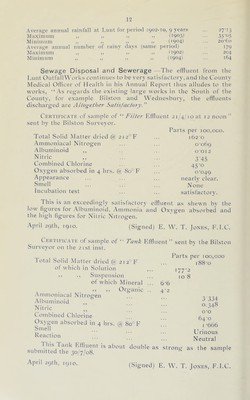 12
Average annual rainfall at Lunt for period 1902-10, 9 years ... 27·73
Maximum „ „ „ (1903) 33·26
Minimum „ „ „ (1904)
Average annual number of rainy days (same period) 179
Maximum „ „ „ (1902) 204
Minimum „ „ „ (1904) 164
Sewage Disposal and Sewerage—The effluent from the
Lunt Outfall Works continues to be very satisfactory, and the County
Medical Officer of Health in his Annual Report thus alludes to the
works, "As regards the existing large works in the South of the
County, for example Bilston and Wednesbury, the effluents
discharged are Altogether Satisfactory."
Certificate of sample of "Filter Effluent 21/4/10 at 12 noon"
sent by the Bilston Surveyor.
Parts per 100,000.
Total Solid Matter dried @ 212° F 162·0
Ammoniacal Nitrogen 0·069
Albuminoid „ 0·012
Nitric „ 3·45
Combined Chlorine 45·0
Oxygen absorbed in 4 hrs. @ 80° F 0·049
Appearance nearly clear.
Smell None
Incubation test satisfactory.
This is an exceedingly satisfactory effluent as shewn by the
low figures for Albuminoid, Ammonia and Oxygen absorbed and
the high figures for Nitric Nitrogen.
April 29th, 1910. (Signed) E. W. T. Jones, F.I.C.
Certificate of sample of "Tank Effluent" sent by the Bilston
Surveyor on the 21st inst.
Parts per 100,000
Total Solid Matter dried @ 212° F 188·0
of which in Solution ... 177·2
„ „ Suspension 10·8
of which Mineral ... 6·6
„ „ Organic ... 4·2
Ammoniacal Nitrogen 3·334
Albuminoid „ 0.348
Nitric „ 0·0
Combined Chlorine 64·0
Oxygen absorbed in 4 hrs. @ 80° F 1·666
Smell Urinous
Reaction Neutral
This Tank Effluent is about double as strong as the sample
submitted the 30/7/08.
April 29th, 1910. (Signed) E. W. T. Jones, F.I.C.